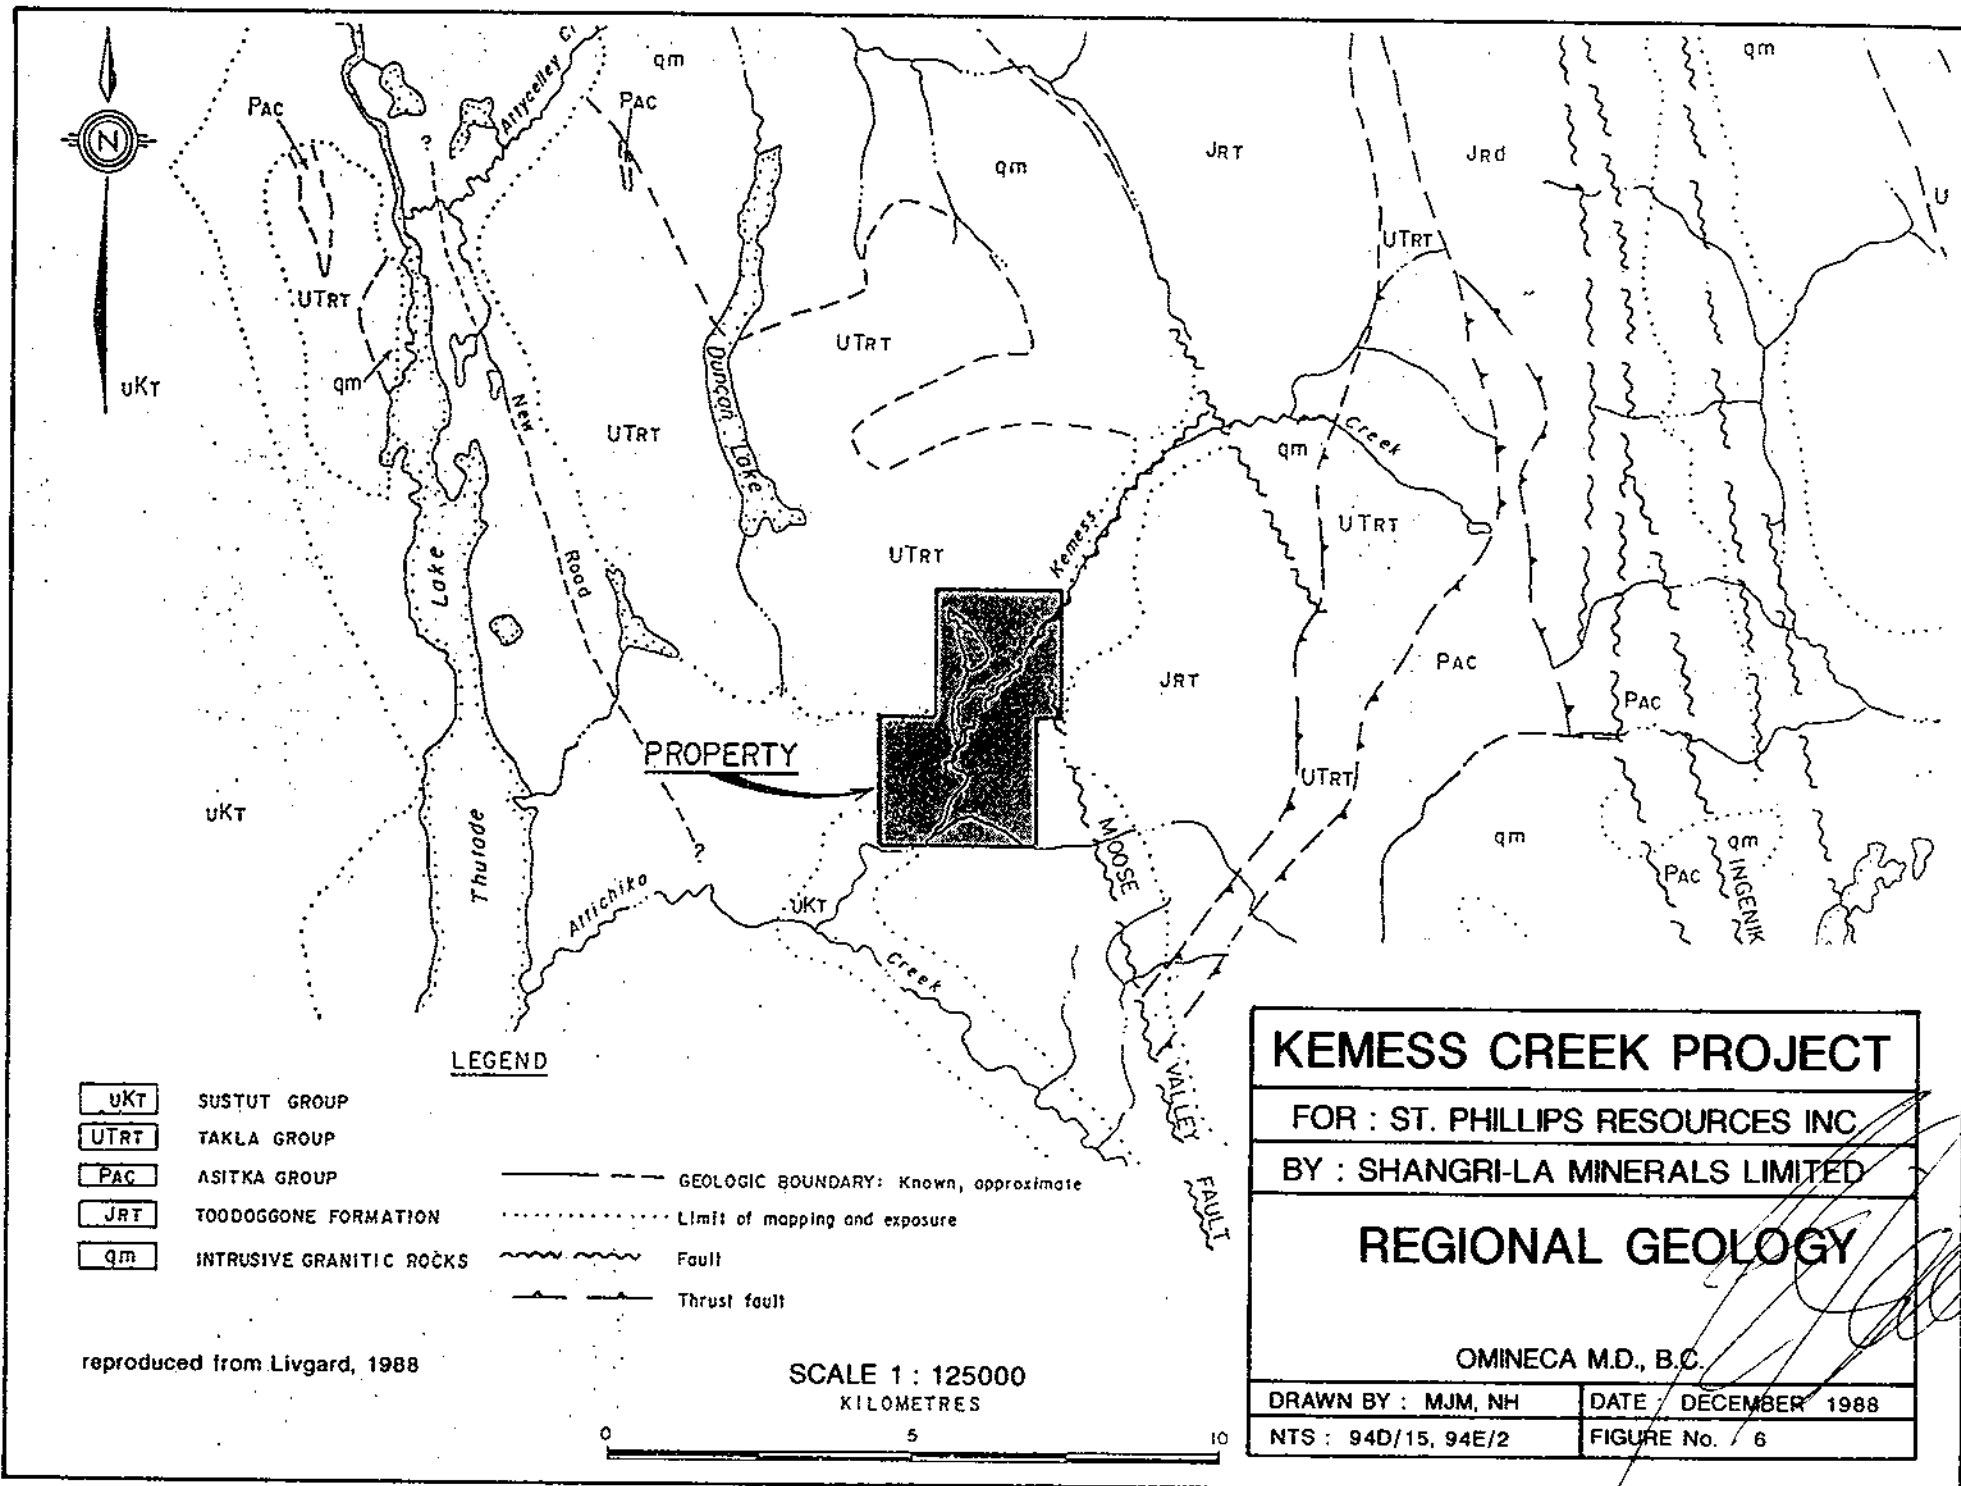 N
Attycelley Cr
qm
qm
PAC
PAC
JRT
JRd
qm
U
UTRT
UTRT
UTRT
uKT
qm
New
Duncan
Lake
UTRT
qm
Creek
Kemess
UTRT
UTRT
Lake
Road
JRT
PAC
PAC
PROPERTY
UTRT
uKT
Thutade
MOOSE
qm
qm
PAC
INGENIK
Attichika
uKT
Creek
VALLEY
FAULT
LEGEND
uKT SUSTUT GROUP
UTRT TAKLA GROUP
PAC ASITKA GROUP
JRT TOODOGGONE FORMATION
qm INTRUSIVE GRANITIC ROCKS
GEOLOGIC BOUNDARY: Known, approximate
Limit of mapping and exposure
Fault
Thrust fault
reproduced from Livgard, 1988
SCALE 1 : 125000
KILOMETRES
0 5 10
KEMESS CREEK PROJECT
FOR : ST. PHILLIPS RESOURCES INC.
BY : SHANGRI-LA MINERALS LIMITED
REGIONAL GEOLOGY
OMINECA M.D., B.C.
DRAWN BY : MJM, NH
DATE : DECEMBER 1988
NTS : 94D/15, 94E/2
FIGURE No. 6